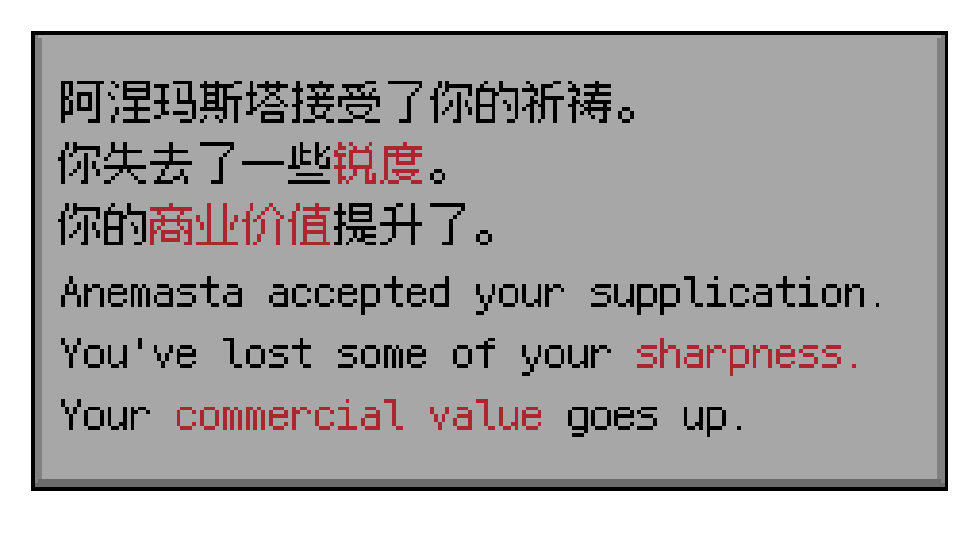 阿涅玛斯塔接受了你的祈祷。
你失去了一些锐度。
你的商业价值提升了。
Anemasta accepted your supplication.
You've lost some of your sharpness.
Your commercial value goes up.